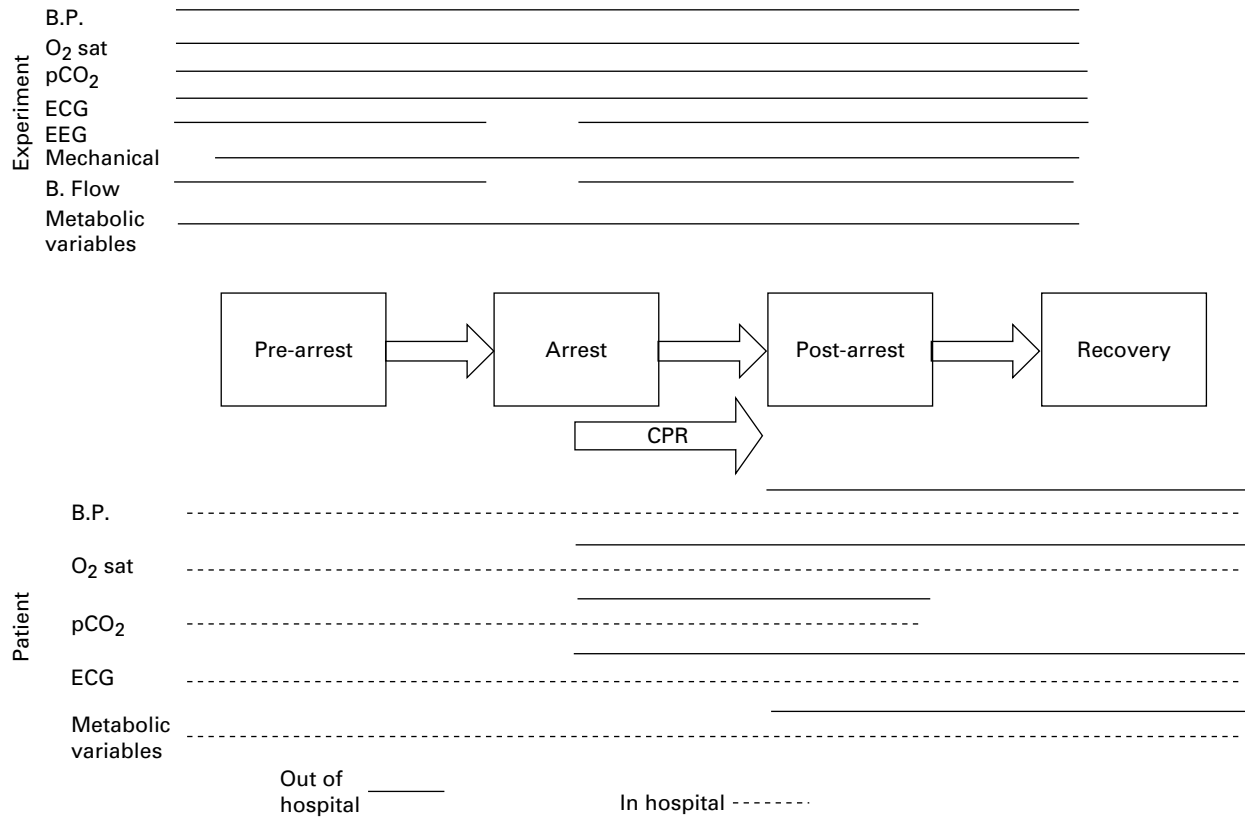 Experiment
B.P.
O2 sat
pCO2
ECG
EEG
Mechanical
B. Flow
Metabolic
variables
Pre-arrest
Arrest
Post-arrest
Recovery
CPR
Patient
B.P.
O2 sat
pCO2
ECG
Metabolic
variables
Out of
hospital
In hospital